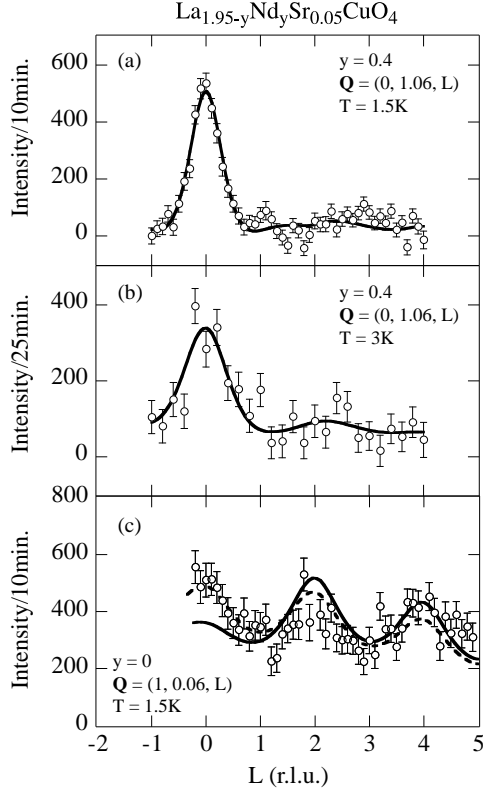 La1.95-yNdySr0.05CuO4
(a)
y = 0.4
Q = (0, 1.06, L)
T = 1.5K
Intensity/10min.
600
400
200
0
(b)
y = 0.4
Q = (0, 1.06, L)
T = 3K
Intensity/25min.
400
200
0
800
(c)
Intensity/10min.
600
400
200
0
y = 0
Q = (1, 0.06, L)
T = 1.5K
-2 -1 0 1 2 3 4 5
L (r.l.u.)